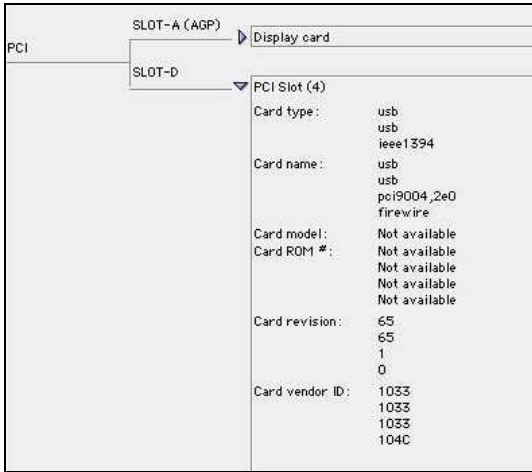 SLOT-A (AGP)
Display card
PCI
SLOT-D
PCI Slot (4)
Card type: usb
usb
ieee1394
Card name: usb
usb
pci9004,2e0
firewire
Card model: Not available
Card ROM #: Not available
Not available
Not available
Not available
Card revision: 65
65
1
0
Card vendor ID: 1033
1033
1033
104C